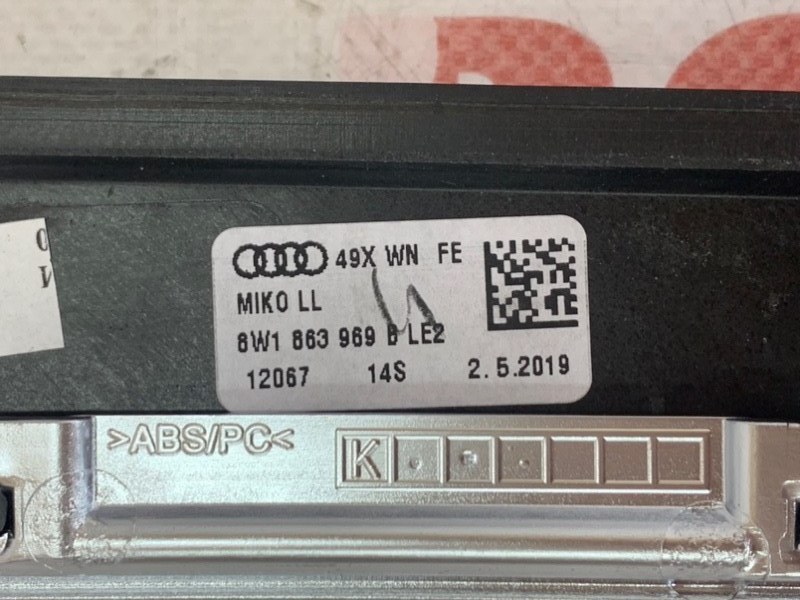 49X WN FE
MIKO LL
8W1 863 969 B LE2
12067 14S 2.5.2019
>ABS/PC<
K